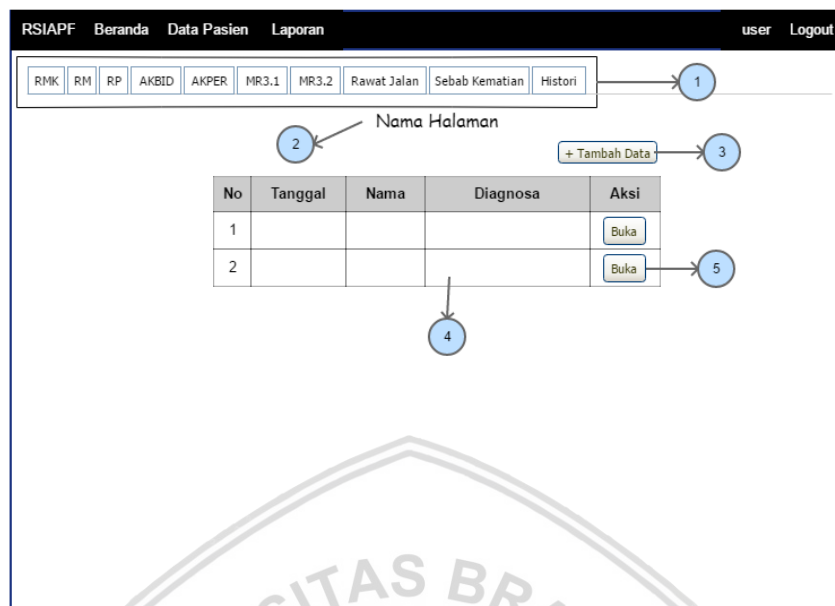 RSIAPF Beranda Data Pasien Laporan user Logout
RMK RM RP AKBID AKPER MR3.1 MR3.2 Rawat Jalan Sebab Kematian Histori 1
Nama Halaman
2
+ Tambah Data 3
No Tanggal Nama Diagnosa Aksi
1 Buka
2 Buka 5
4
SITAS BRA